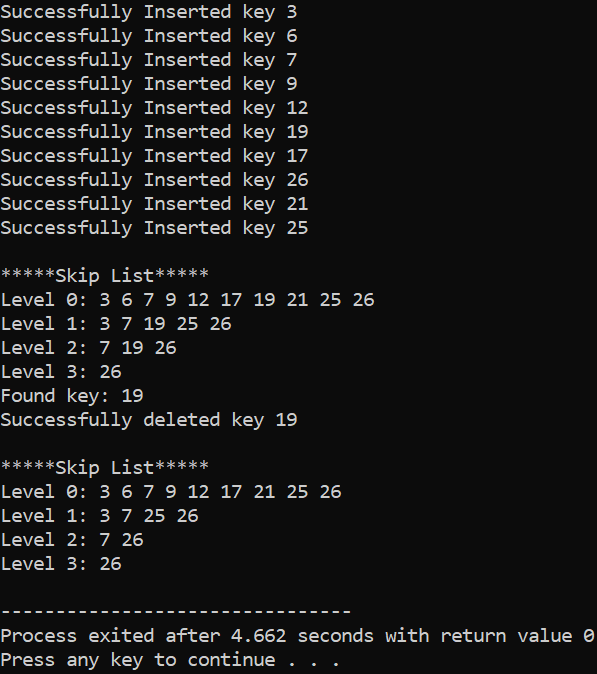 Successfully Inserted key 3
Successfully Inserted key 6
Successfully Inserted key 7
Successfully Inserted key 9
Successfully Inserted key 12
Successfully Inserted key 19
Successfully Inserted key 17
Successfully Inserted key 26
Successfully Inserted key 21
Successfully Inserted key 25

*****Skip List*****
Level 0: 3 6 7 9 12 17 19 21 25 26
Level 1: 3 7 19 25 26
Level 2: 7 19 26
Level 3: 26
Found key: 19
Successfully deleted key 19

*****Skip List*****
Level 0: 3 6 7 9 12 17 21 25 26
Level 1: 3 7 25 26
Level 2: 7 26
Level 3: 26

--------------------------------
Process exited after 4.662 seconds with return value 0
Press any key to continue . . .